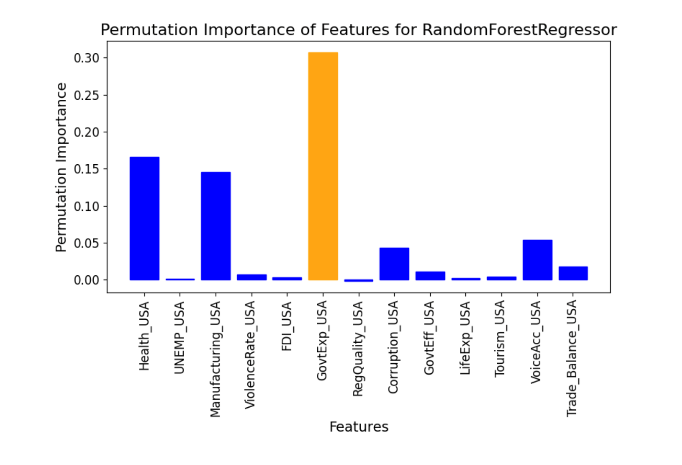 Permutation Importance of Features for RandomForestRegressor
Permutation Importance
0.30
0.25
0.20
0.15
0.10
0.05
0.00
Health_USA
UNEMP_USA
Manufacturing_USA
ViolenceRate_USA
FDI_USA
GovtExp_USA
RegQuality_USA
Corruption_USA
GovtEff_USA
LifeExp_USA
Tourism_USA
VoiceAcc_USA
Trade_Balance_USA
Features